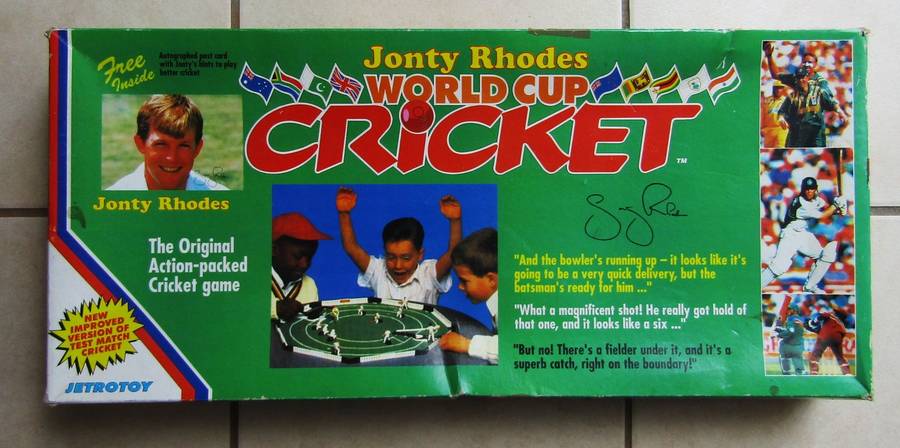 Free
Inside
Autographed post card
with Jonty's hints to play
better cricket
Jonty Rhodes
WORLD CUP
CRiCKET
TM
Jonty Rhodes
The Original
Action-packed
Cricket game
"And the bowler's running up – it looks like it's
going to be a very quick delivery, but the
batsman's ready for him ..."
"What a magnificent shot! He really got hold of
that one, and it looks like a six ..."
"But no! There's a fielder under it, and it's a
superb catch, right on the boundary!"
NEW
IMPROVED
VERSION OF
TEST MATCH
CRICKET
JETROTOY